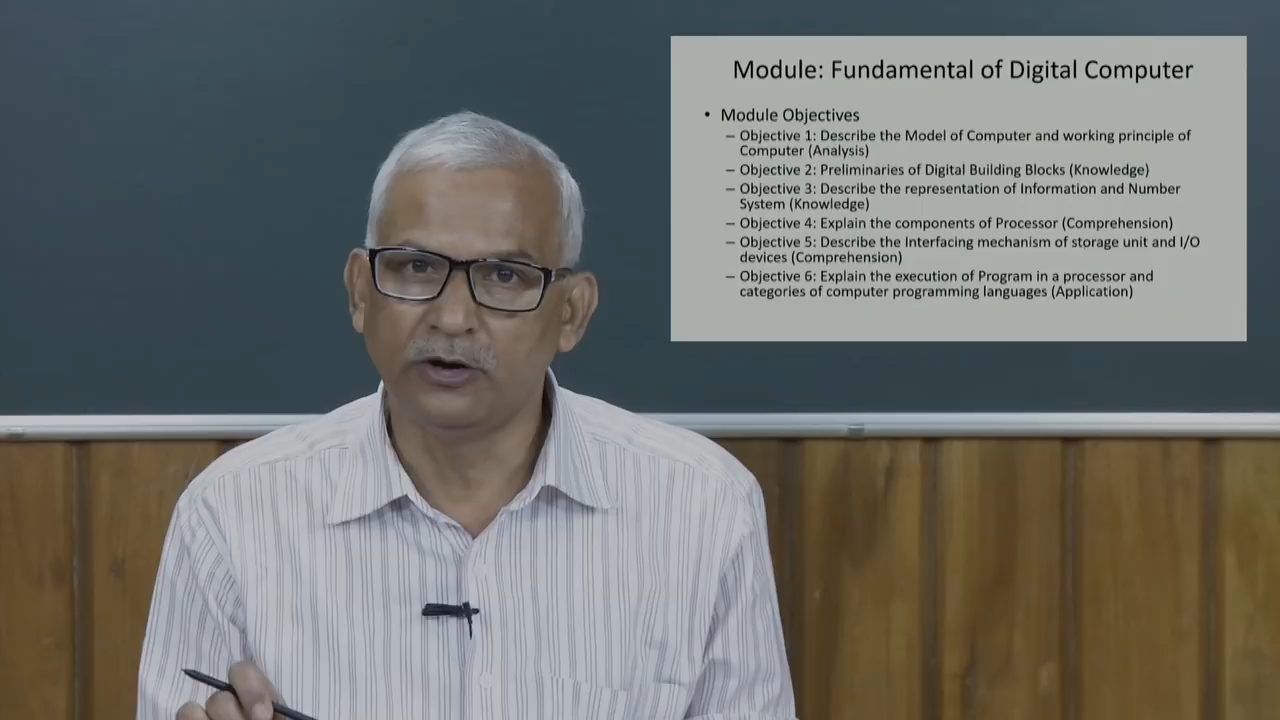 Module: Fundamental of Digital Computer
• Module Objectives
– Objective 1: Describe the Model of Computer and working principle of
Computer (Analysis)
– Objective 2: Preliminaries of Digital Building Blocks (Knowledge)
– Objective 3: Describe the representation of Information and Number
System (Knowledge)
– Objective 4: Explain the components of Processor (Comprehension)
– Objective 5: Describe the Interfacing mechanism of storage unit and I/O
devices (Comprehension)
– Objective 6: Explain the execution of Program in a processor and
categories of computer programming languages (Application)